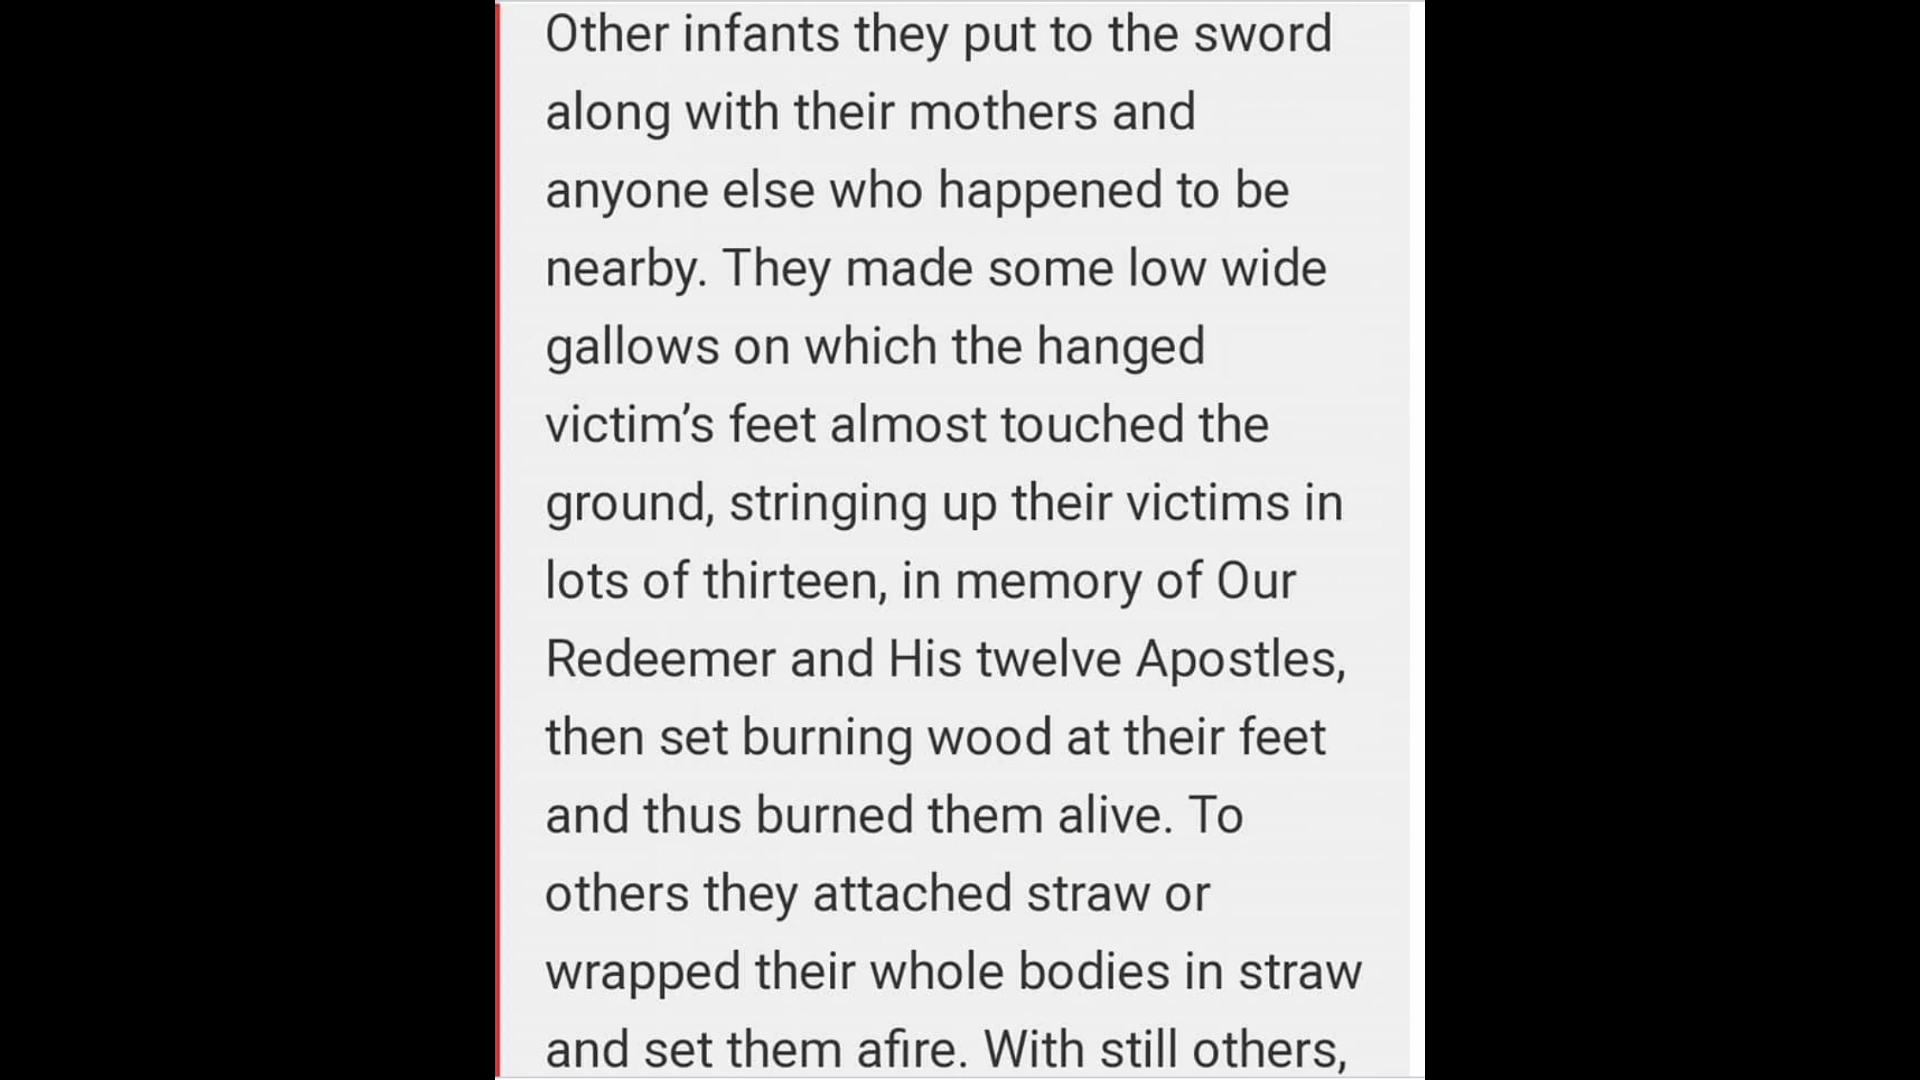 Other infants they put to the sword
along with their mothers and
anyone else who happened to be
nearby. They made some low wide
gallows on which the hanged
victim’s feet almost touched the
ground, stringing up their victims in
lots of thirteen, in memory of Our
Redeemer and His twelve Apostles,
then set burning wood at their feet
and thus burned them alive. To
others they attached straw or
wrapped their whole bodies in straw
and set them afire. With still others,